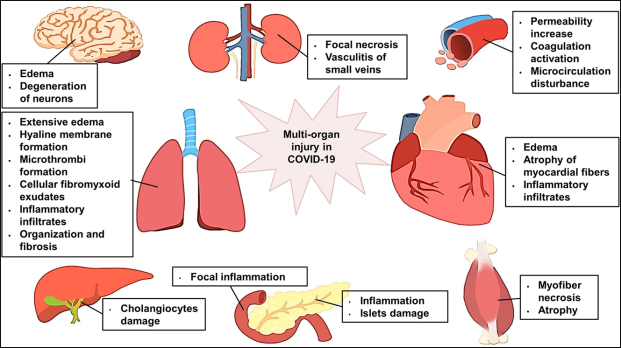 • Edema
• Degeneration
of neurons
• Focal necrosis
• Vasculitis of
small veins
• Permeability
increase
• Coagulation
activation
• Microcirculation
disturbance
• Extensive edema
• Hyaline membrane
formation
• Microthrombi
formation
• Cellular fibromyxoid
exudates
• Inflammatory
infiltrates
• Organization and
fibrosis
Multi-organ
injury in
COVID-19
• Edema
• Atrophy of
myocardial fibers
• Inflammatory
infiltrates
• Cholangiocytes
damage
• Focal inflammation
• Inflammation
• Islets damage
• Myofiber
necrosis
• Atrophy